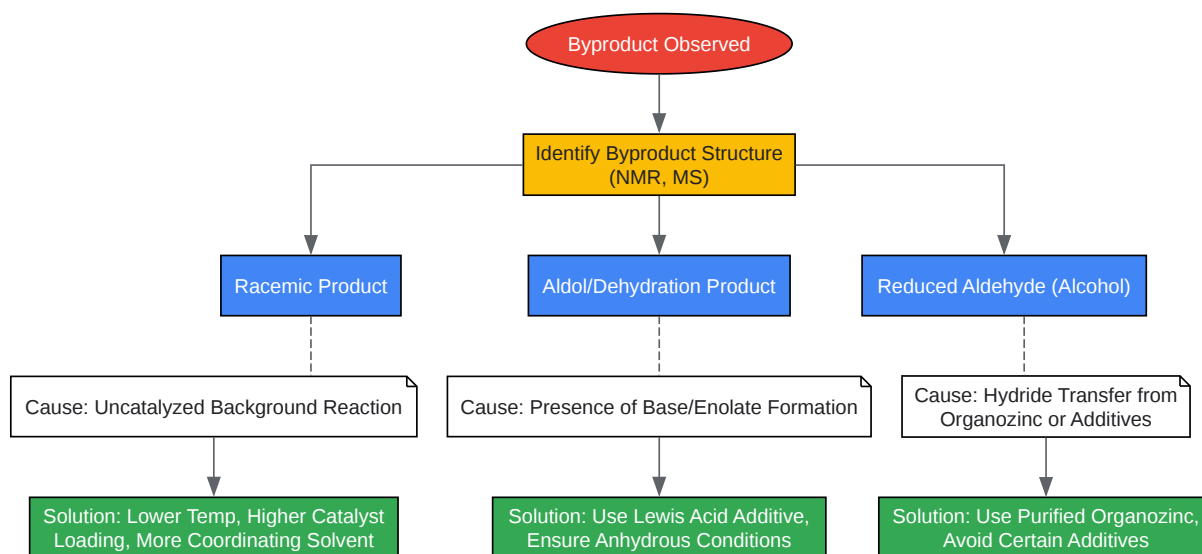 Byproduct Observed
Identify Byproduct Structure
(NMR, MS)
Racemic Product
Aldol/Dehydration Product
Reduced Aldehyde (Alcohol)
Cause: Uncatalyzed Background Reaction
Cause: Presence of Base/Enolate Formation
Cause: Hydride Transfer from
Organozinc or Additives
Solution: Lower Temp, Higher Catalyst
Loading, More Coordinating Solvent
Solution: Use Lewis Acid Additive,
Ensure Anhydrous Conditions
Solution: Use Purified Organozinc,
Avoid Certain Additives